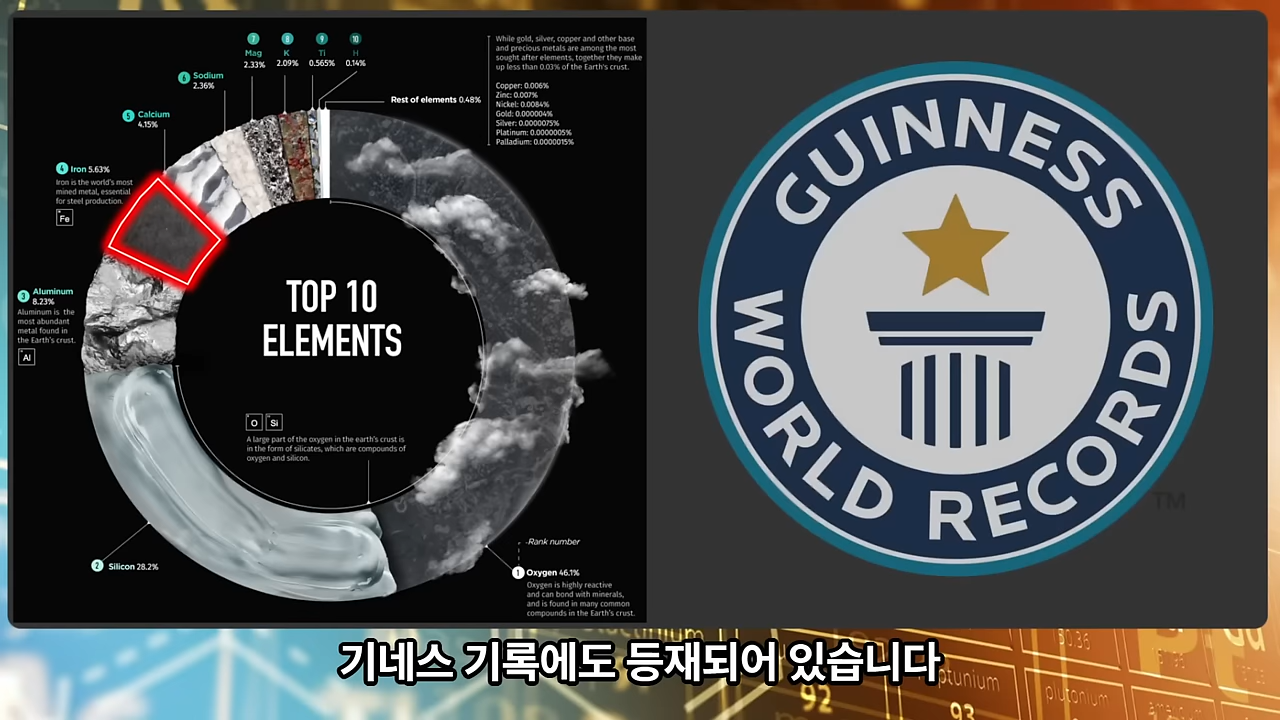 7
Mag
2.33%
8
K
2.09%
9
Ti
0.565%
10
H
0.14%
6
Sodium
2.36%
5
Calcium
4.15%
Rest of elements 0.48%
While gold, silver, copper and other base
and precious metals are among the most
sought after elements, together they make
up less than 0.03% of the Earth's crust.
Copper: 0.006%
Zinc: 0.007%
Nickel: 0.0084%
Gold: 0.000004%
Silver: 0.0000075%
Platinum: 0.0000005%
Palladium: 0.0000015%
4 Iron 5.63%
Iron is the world's most
mined metal, essential
for steel production.
Fe
3
Aluminum
8.23%
Aluminum is the
most abundant
metal found in
the Earth's crust.
Al
TOP 10
ELEMENTS
O Si
A large part of the oxygen in the earth's crust is
in the form of silicates, which are compounds of
oxygen and silicon.
2 Silicon 28.2%
Rank number
1 Oxygen 46.1%
Oxygen is highly reactive
and can bond with minerals,
and is found in many common
compounds in the Earth's crust.
GUINNESS
WORLD RECORDS
TM
기네스 기록에도 등재되어 있습니다
92
93
plutonium